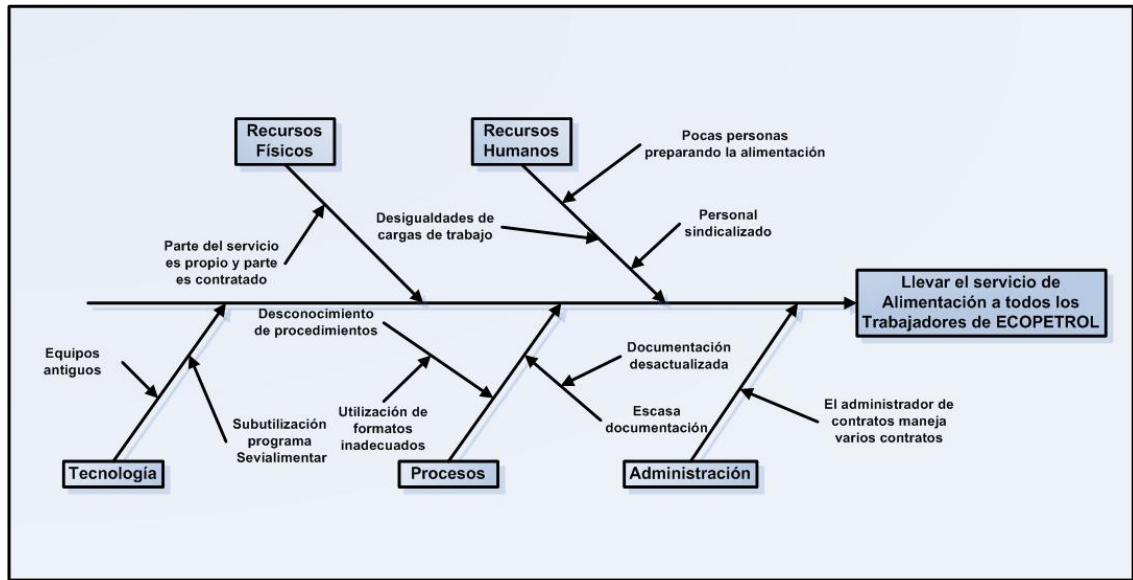 Recursos
Físicos
Recursos
Humanos
Pocas personas
preparando la alimentación
Desigualdades de
cargas de trabajo
Personal
sindicalizado
Parte del servicio
es propio y parte
es contratado
Llevar el servicio de
Alimentación a todos los
Trabajadores de ECOPETROL
Desconocimiento
de procedimientos
Equipos
antiguos
Documentación
desactualizada
Subutilización
programa
Sevialimentar
Utilización de
formatos
inadecuados
Escasa
documentación
El administrador de
contratos maneja
varios contratos
Tecnología
Procesos
Administración